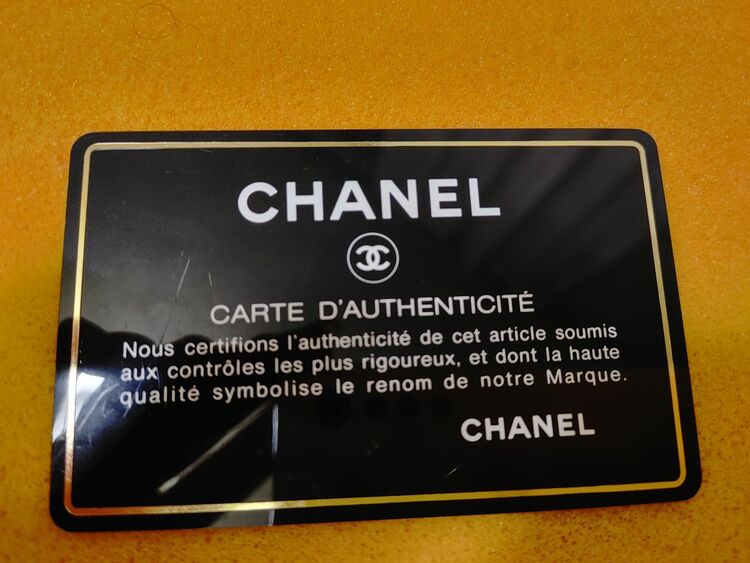 CHANEL
CARTE D'AUTHENTICITÉ
Nous certifions l'authenticité de cet article soumis
aux contrôles les plus rigoureux, et dont la haute
qualité symbolise le renom de notre Marque.
CHANEL